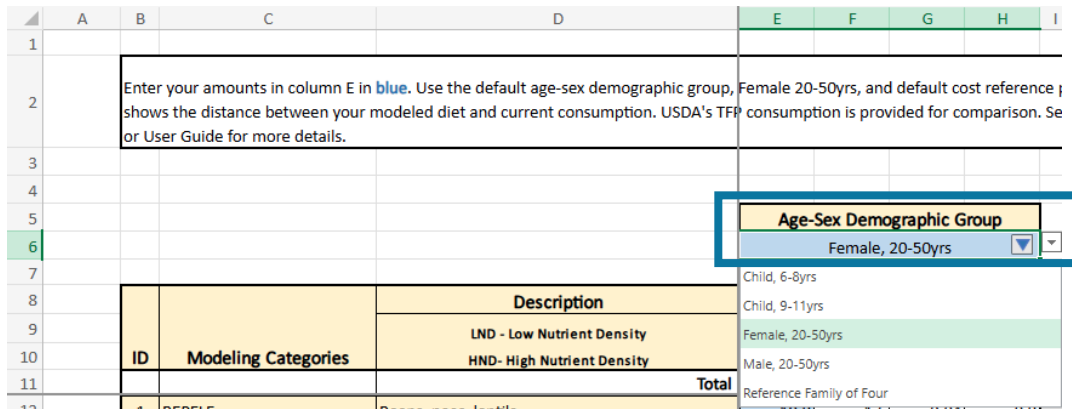 A B C D E F G H I
1
2
Enter your amounts in column E in blue. Use the default age-sex demographic group, Female 20-50yrs, and default cost reference
shows the distance between your modeled diet and current consumption. USDA's TFP consumption is provided for comparison. Se
or User Guide for more details.
3
4
5 Age-Sex Demographic Group
6 Female, 20-50yrs
7 Child, 6-8yrs
8 Description
Child, 9-11yrs
9 LND - Low Nutrient Density Female, 20-50yrs
10 ID Modeling Categories HND- High Nutrient Density Male, 20-50yrs
11 Total Reference Family of Four